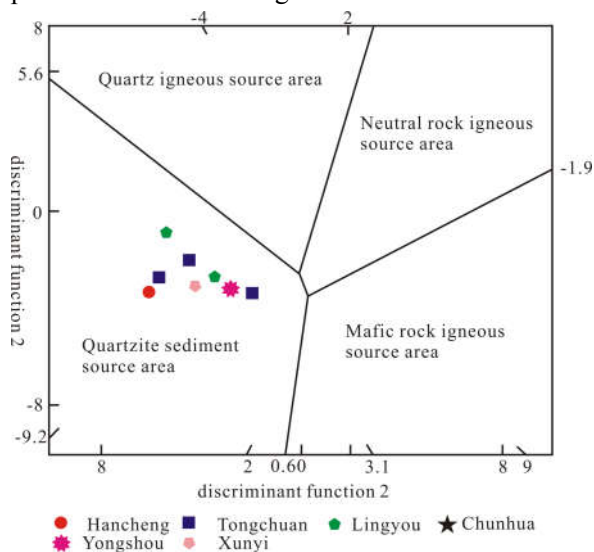 -4 2
8
5.6
Quartz igneous source area
Neutral rock igneous
source area
-1.9
discriminant function 2
0
Quartzite sediment
source area
Mafic rock igneous
source area
-8
-9.2
8 2 0.60 3.1 8 9
discriminant function 2
Hancheng Tongchuan Lingyou Chunhua
Yongshou Xunyi